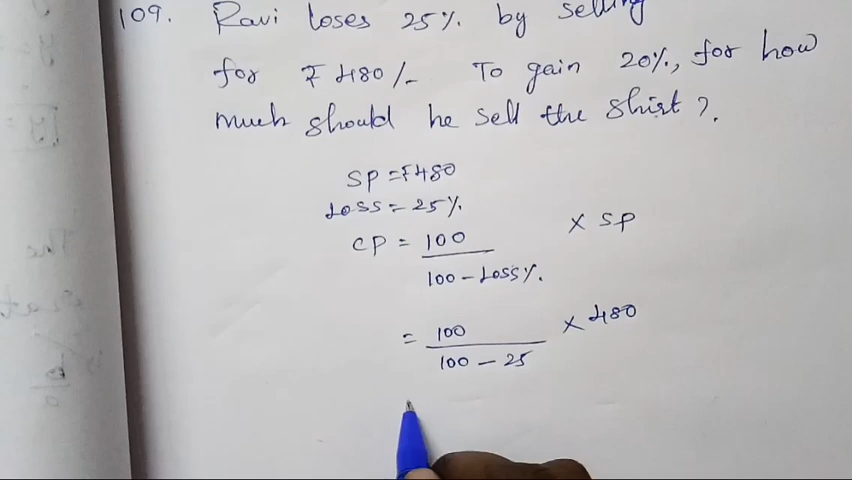 109. Ravi loses 25% by selling
for ₹480/- To gain 20%, for how
much should he sell the shirt?.
SP = ₹480
Loss = 25%
CP = 100 / 100 - Loss% × SP
= 100 / 100 - 25 × 480